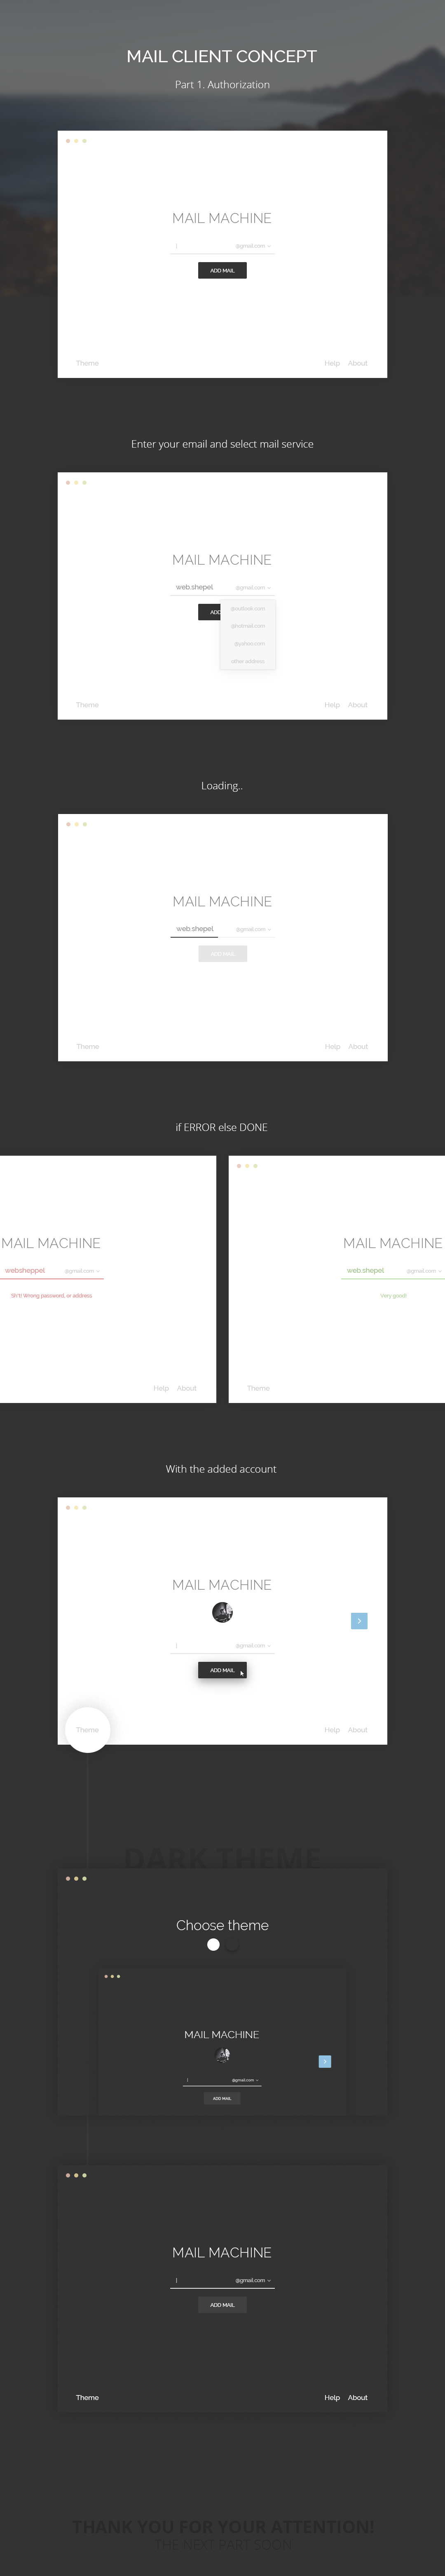 MAIL CLIENT CONCEPT
Part 1. Authorization
MAIL MACHINE
@gmail.com
ADD MAIL
Theme
Help About
Enter your email and select mail service
MAIL MACHINE
web.shepel @gmail.com
ADD
@outlook.com
@hotmail.com
@yahoo.com
other address
Theme
Help About
Loading..
MAIL MACHINE
web.shepel @gmail.com
ADD MAIL
Theme
Help About
if ERROR else DONE
MAIL MACHINE
websheppel @gmail.com
Sh*t! Wrong password, or address
Help About
MAIL MACHINE
web.shepel @gmail.com
Very good!
Theme
With the added account
MAIL MACHINE
@gmail.com
ADD MAIL
Theme
Help About
DARK THEME
Choose theme
MAIL MACHINE
@gmail.com
ADD MAIL
MAIL MACHINE
@gmail.com
ADD MAIL
Theme
Help About
THANK YOU FOR YOUR ATTENTION!
THE NEXT PART SOON